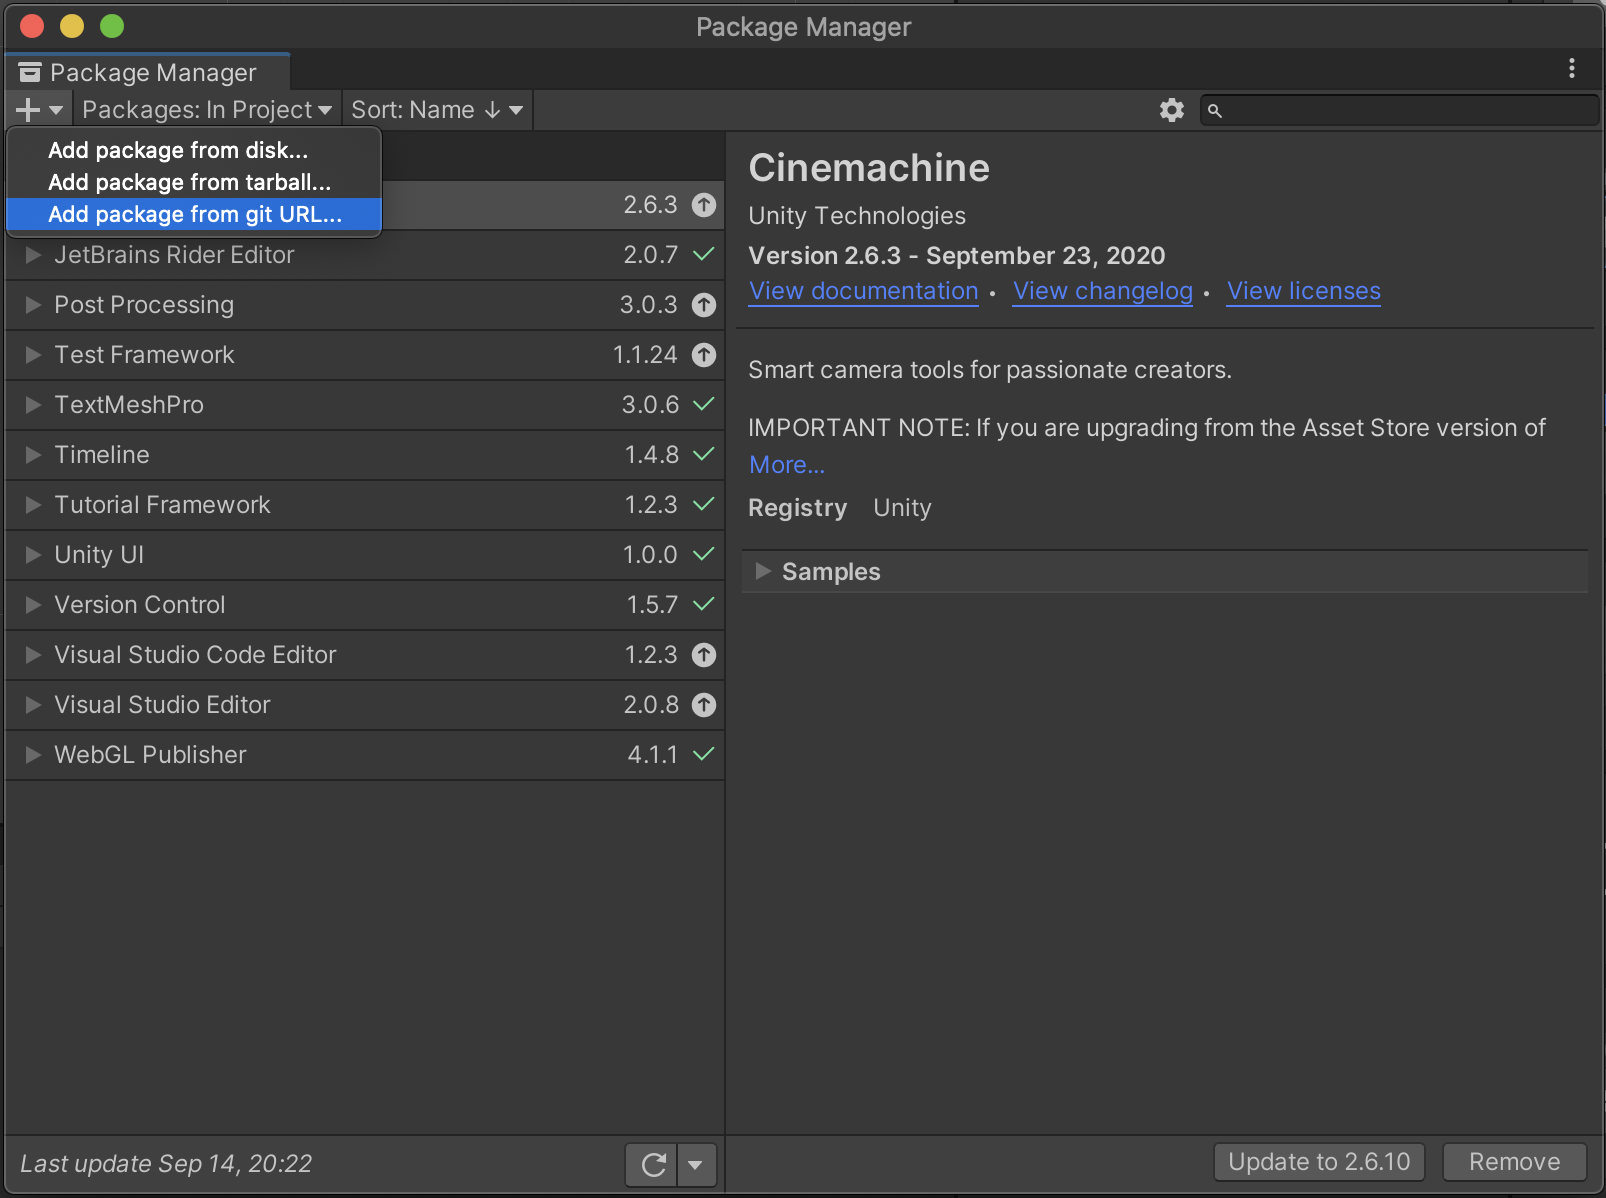 Package Manager
Package Manager
Packages: In Project
Sort: Name ↓
Add package from disk...
Add package from tarball...
Add package from git URL...
2.6.3
JetBrains Rider Editor 2.0.7
Post Processing 3.0.3
Test Framework 1.1.24
TextMeshPro 3.0.6
Timeline 1.4.8
Tutorial Framework 1.2.3
Unity UI 1.0.0
Version Control 1.5.7
Visual Studio Code Editor 1.2.3
Visual Studio Editor 2.0.8
WebGL Publisher 4.1.1
Last update Sep 14, 20:22
Cinemachine
Unity Technologies
Version 2.6.3 - September 23, 2020
View documentation • View changelog • View licenses
Smart camera tools for passionate creators.
IMPORTANT NOTE: If you are upgrading from the Asset Store version of
More...
Registry Unity
Samples
Update to 2.6.10
Remove